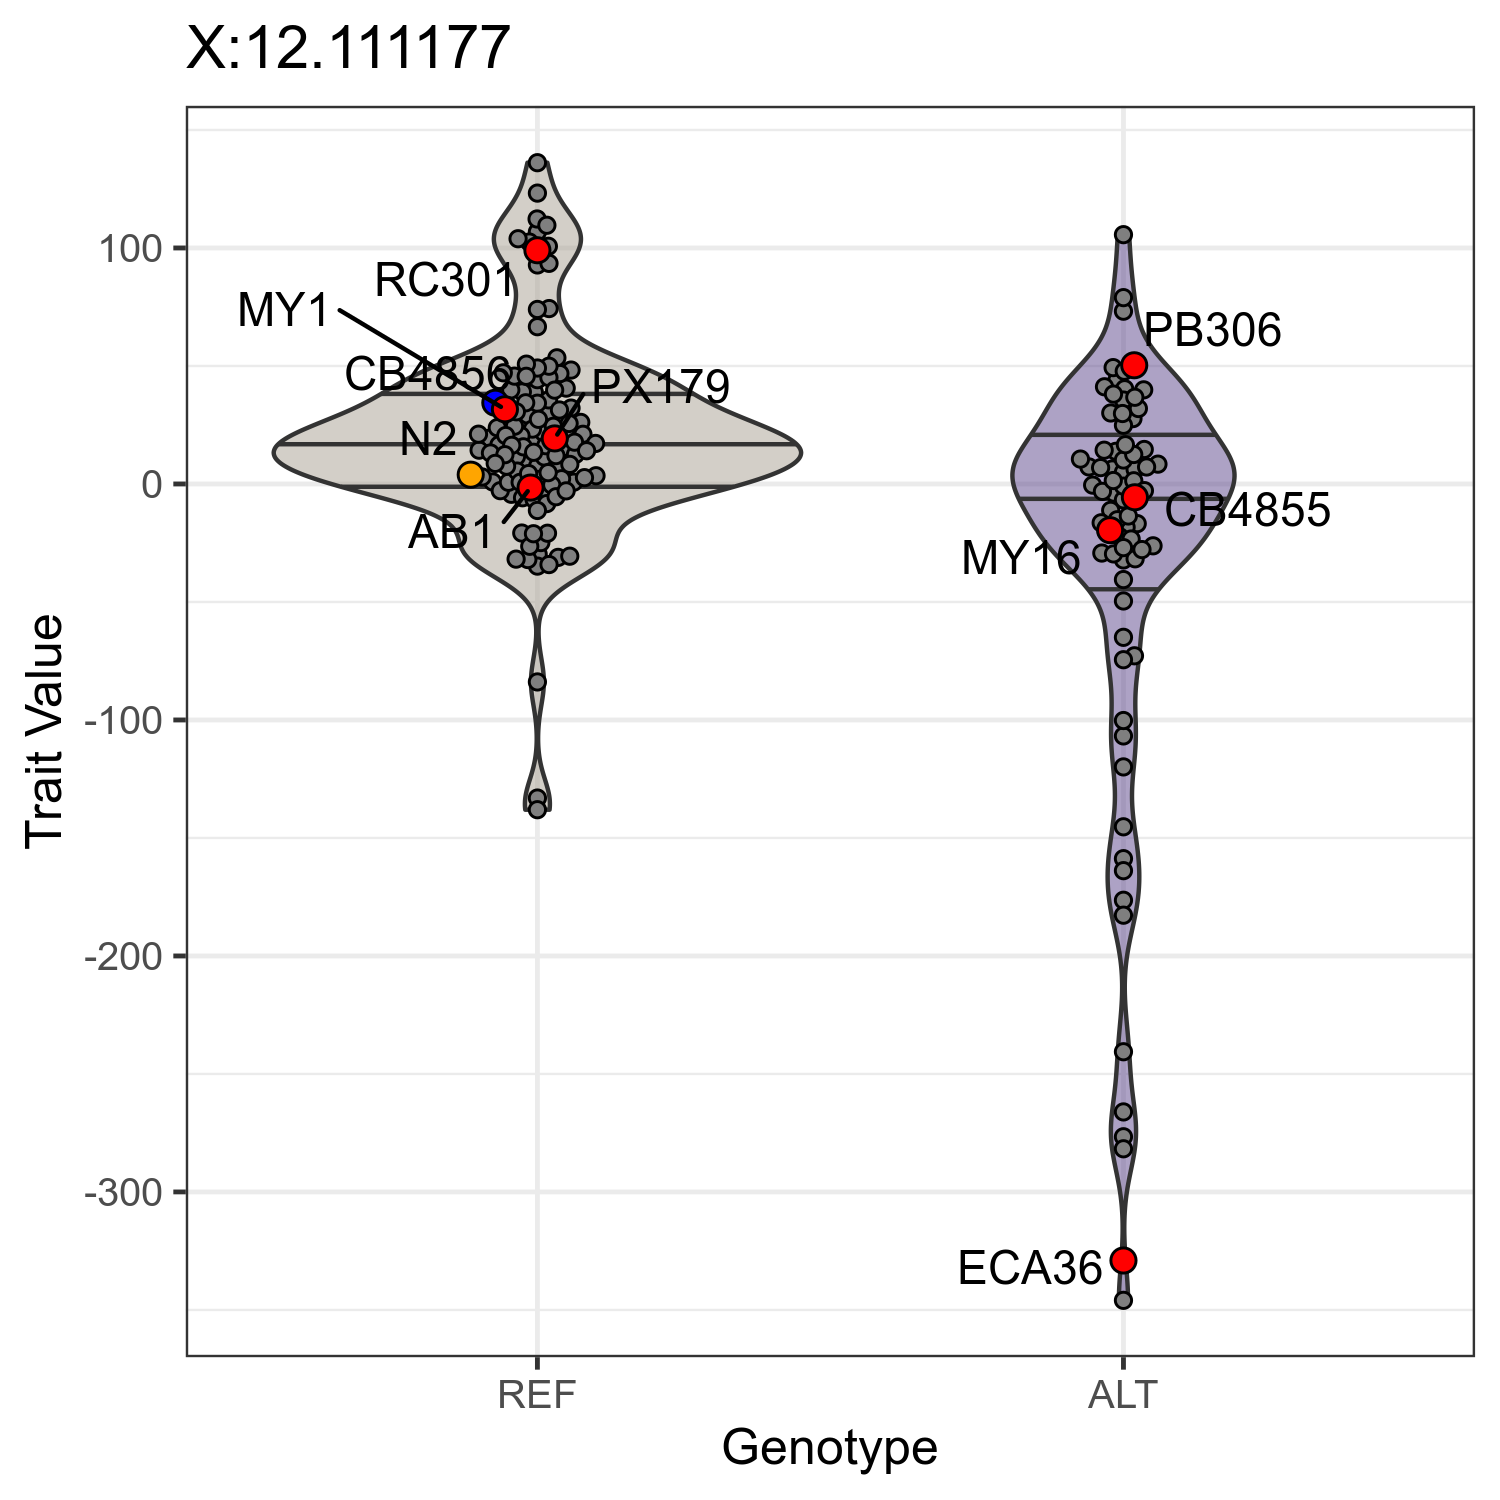 X:12.111177
100
0
-100
-200
-300
Trait Value
RC301
MY1
CB4856
PX179
N2
AB1
PB306
CB4855
MY16
ECA36
REF
ALT
Genotype